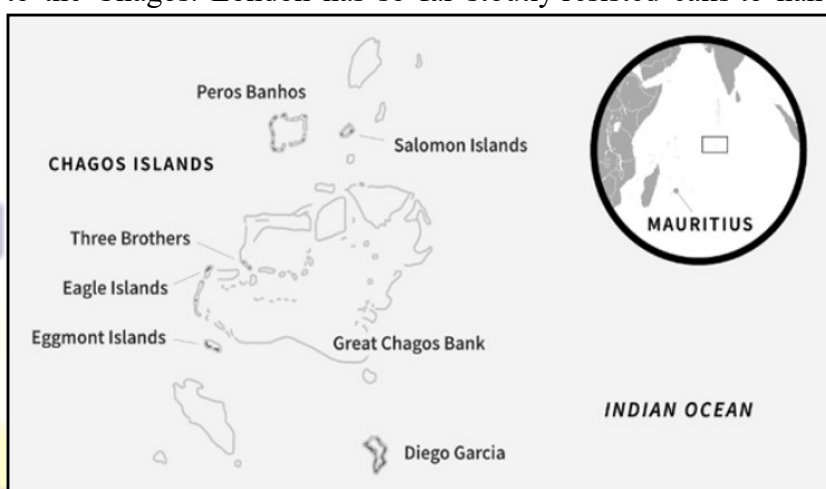 Peros Banhos
Salomon Islands
CHAGOS ISLANDS
MAURITIUS
Three Brothers
Eagle Islands
Eggmont Islands
Great Chagos Bank
INDIAN OCEAN
Diego Garcia